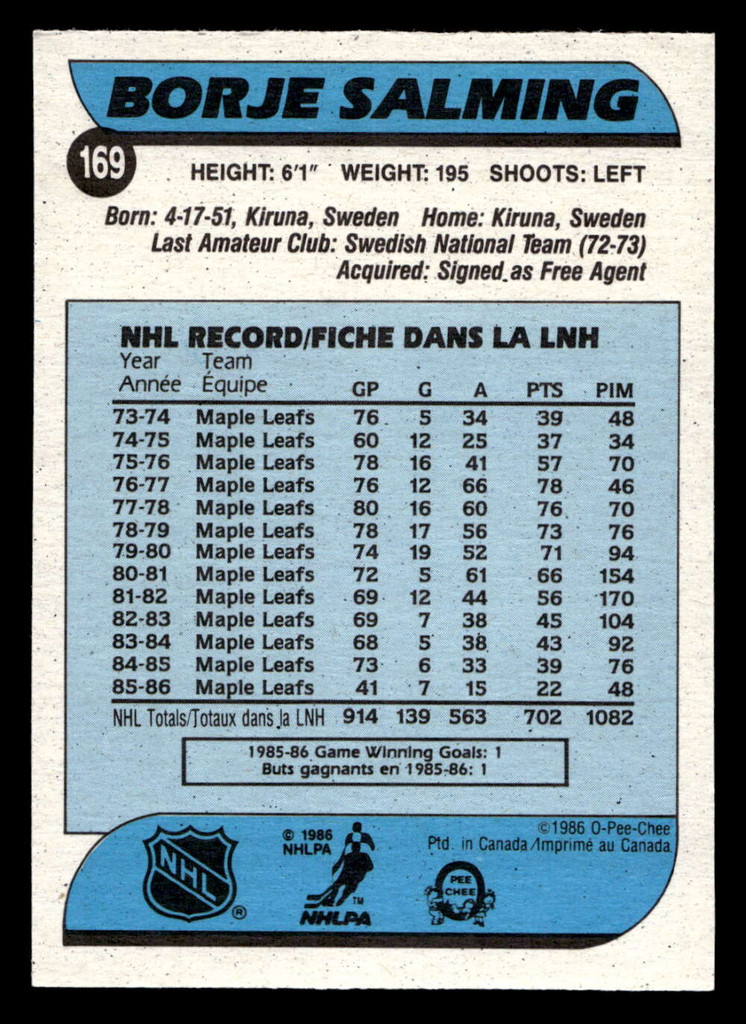 BORJE SALMING
169
HEIGHT: 6'1" WEIGHT: 195 SHOOTS: LEFT
Born: 4-17-51, Kiruna, Sweden Home: Kiruna, Sweden
Last Amateur Club: Swedish National Team (72-73)
Acquired: Signed as Free Agent
NHL RECORD/FICHE DANS LA LNH
Year Team
Année Équipe GP G A PTS PIM
73-74 Maple Leafs 76 5 34 39 48
74-75 Maple Leafs 60 12 25 37 34
75-76 Maple Leafs 78 16 41 57 70
76-77 Maple Leafs 76 12 66 78 46
77-78 Maple Leafs 80 16 60 76 70
78-79 Maple Leafs 78 17 56 73 76
79-80 Maple Leafs 74 19 52 71 94
80-81 Maple Leafs 72 5 61 66 154
81-82 Maple Leafs 69 12 44 56 170
82-83 Maple Leafs 69 7 38 45 104
83-84 Maple Leafs 68 5 38 43 92
84-85 Maple Leafs 73 6 33 39 76
85-86 Maple Leafs 41 7 15 22 48
NHL Totals/Totaux dans la LNH 914 139 563 702 1082
1985-86 Game Winning Goals: 1
Buts gagnants en 1985-86: 1
NHL
®
© 1986
NHLPA
TM
NHLPA
©1986 O-Pee-Chee
Ptd. in Canada/Imprimé au Canada
PEE
CHEE